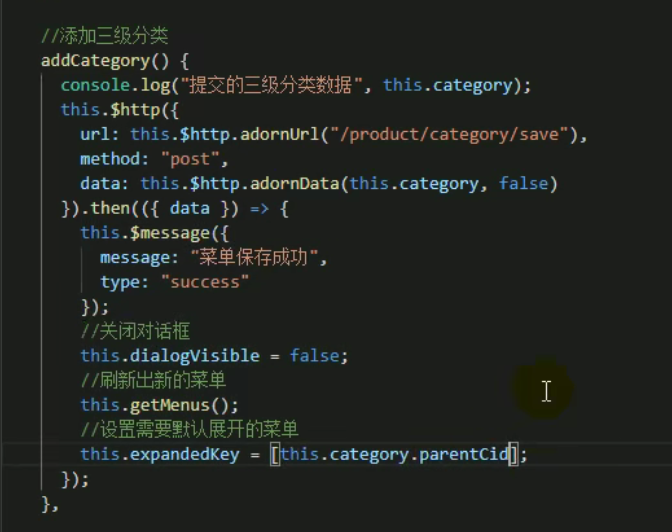 //添加三级分类
addCategory() {
console.log("提交的三级分类数据", this.category);
this.$http({
url: this.$http.adornUrl("/product/category/save"),
method: "post",
data: this.$http.adornData(this.category, false)
}).then(({ data }) => {
this.$message({
message: "菜单保存成功",
type: "success"
});
//关闭对话框
this.dialogVisible = false;
//刷新出新的菜单
this.getMenus();
//设置需要默认展开的菜单
this.expandedKey = [this.category.parentCid];
});
},